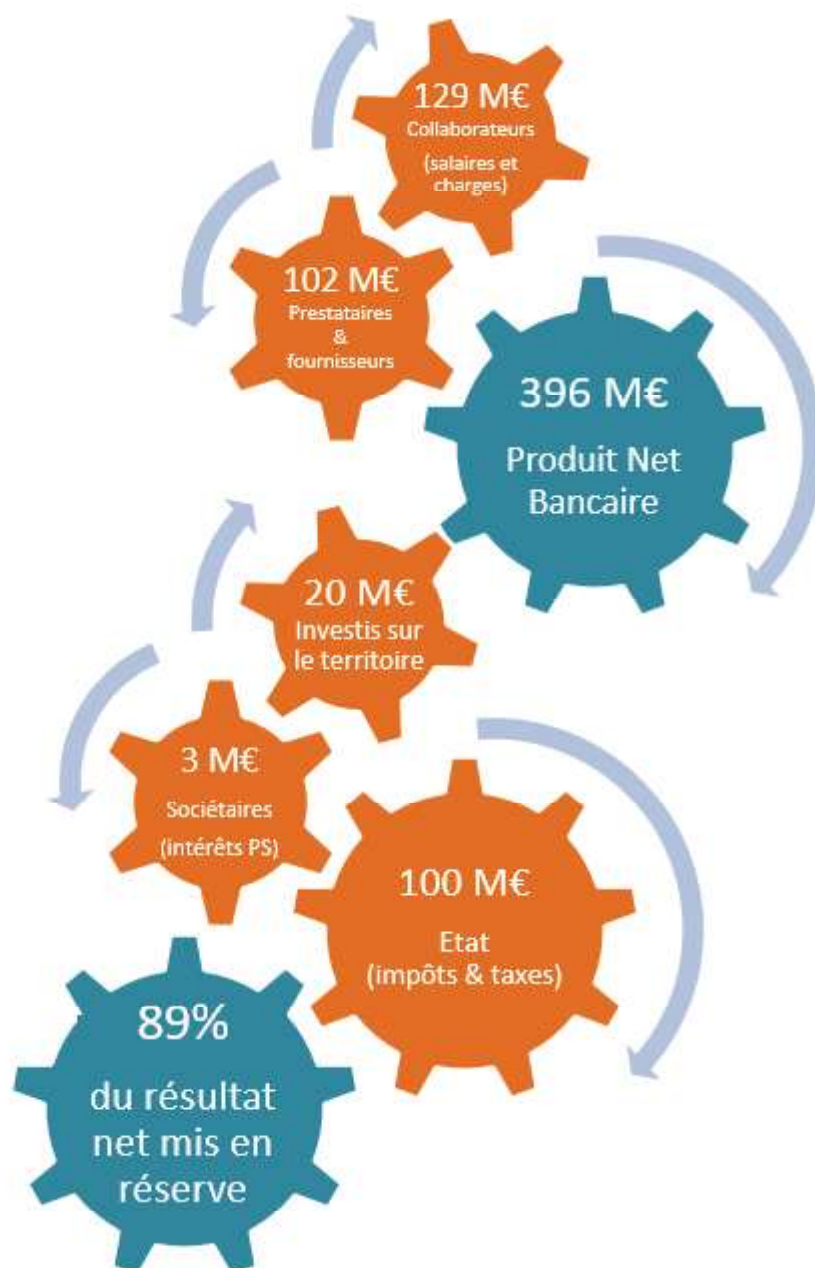 129 M€
Collaborateurs
(salaires et
charges)
102 M€
Prestataires
&
fournisseurs
396 M€
Produit Net
Bancaire
20 M€
Investis sur
le territoire
3 M€
Sociétaires
(intérêts PS)
100 M€
Etat
(impôts & taxes)
89%
du résultat
net mis en
réserve